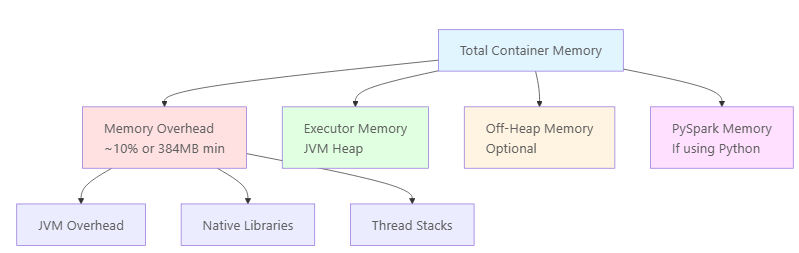 Total Container Memory
Memory Overhead
~10% or 384MB min
Executor Memory
JVM Heap
Off-Heap Memory
Optional
PySpark Memory
If using Python
JVM Overhead
Native Libraries
Thread Stacks